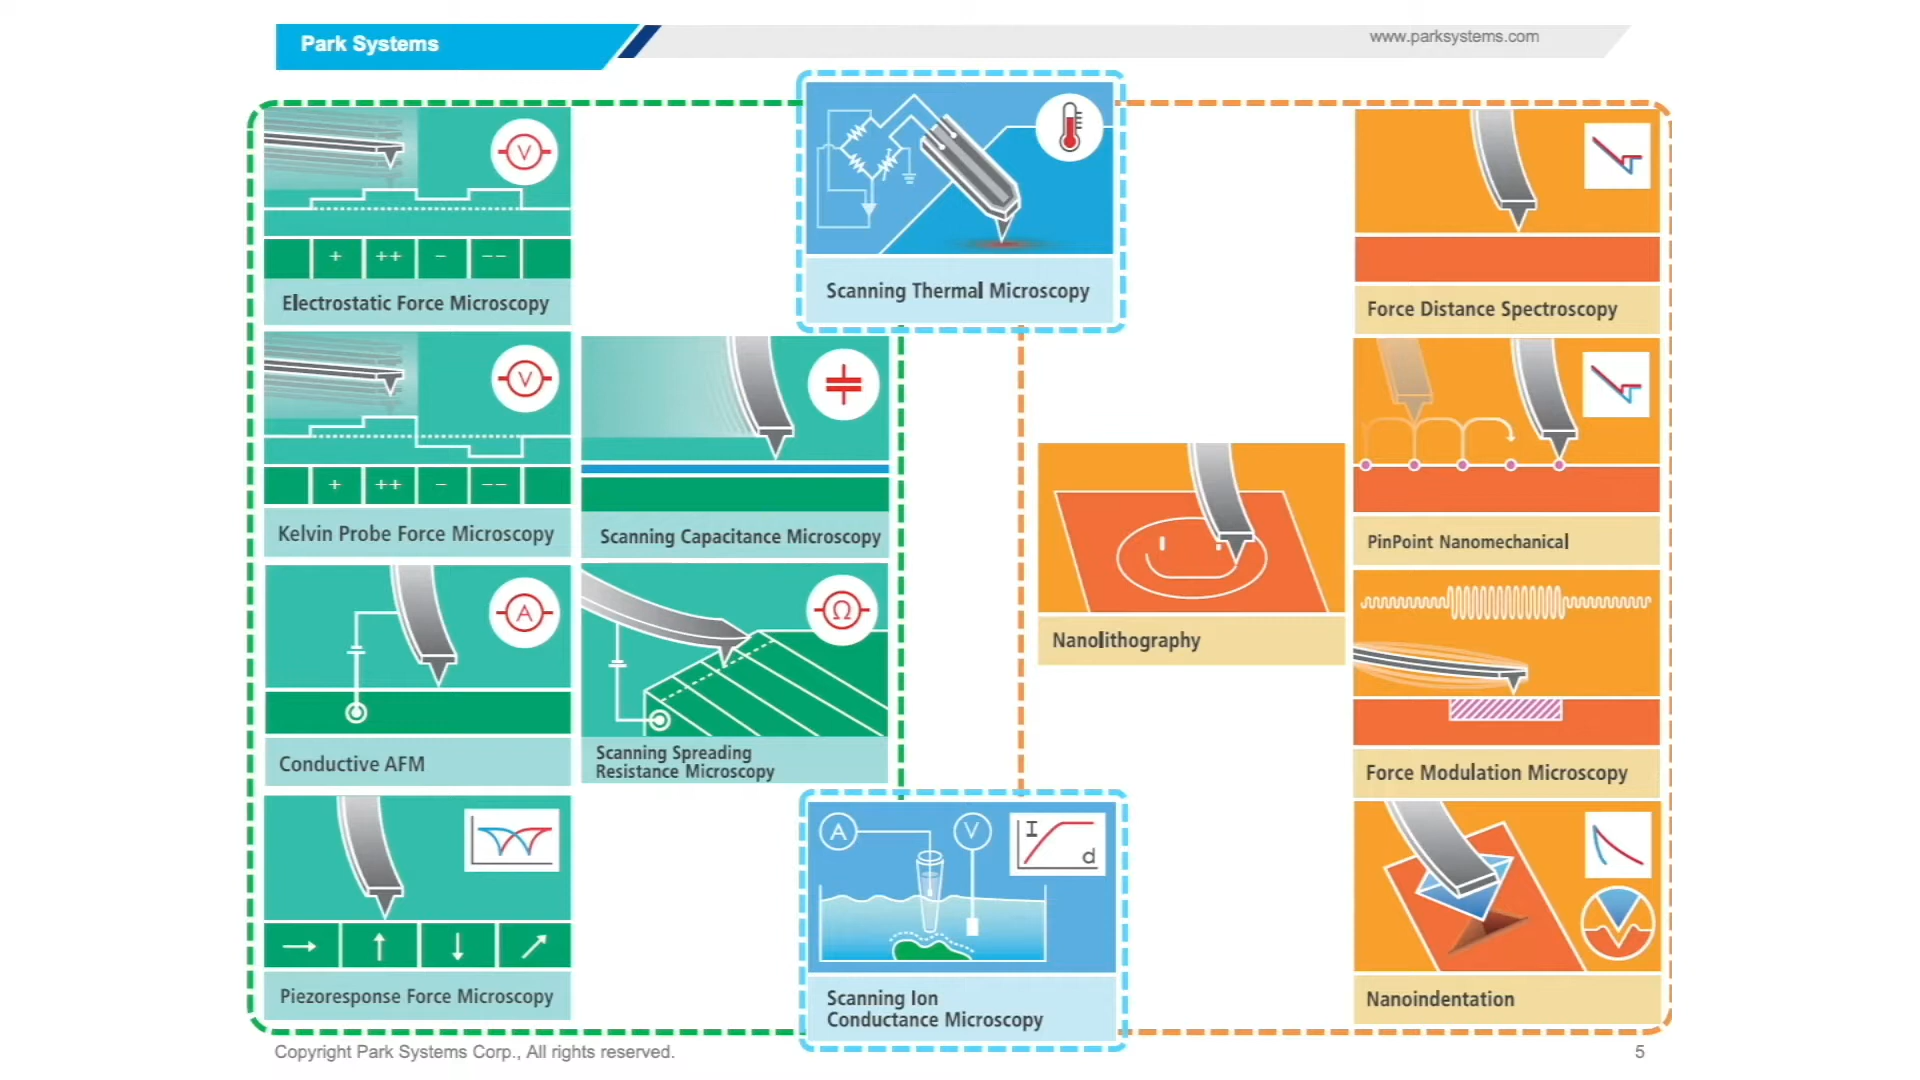 Park Systems
www.parksystems.com
V
+ ++ − −−
Electrostatic Force Microscopy
V
+ ++ − −−
Kelvin Probe Force Microscopy
A
Conductive AFM
Piezoresponse Force Microscopy
Scanning Capacitance Microscopy
Ω
Scanning Spreading
Resistance Microscopy
Scanning Thermal Microscopy
A
V
I
d
Scanning Ion
Conductance Microscopy
Nanolithography
Force Distance Spectroscopy
PinPoint Nanomechanical
Force Modulation Microscopy
Nanoindentation
Copyright Park Systems Corp., All rights reserved.
5